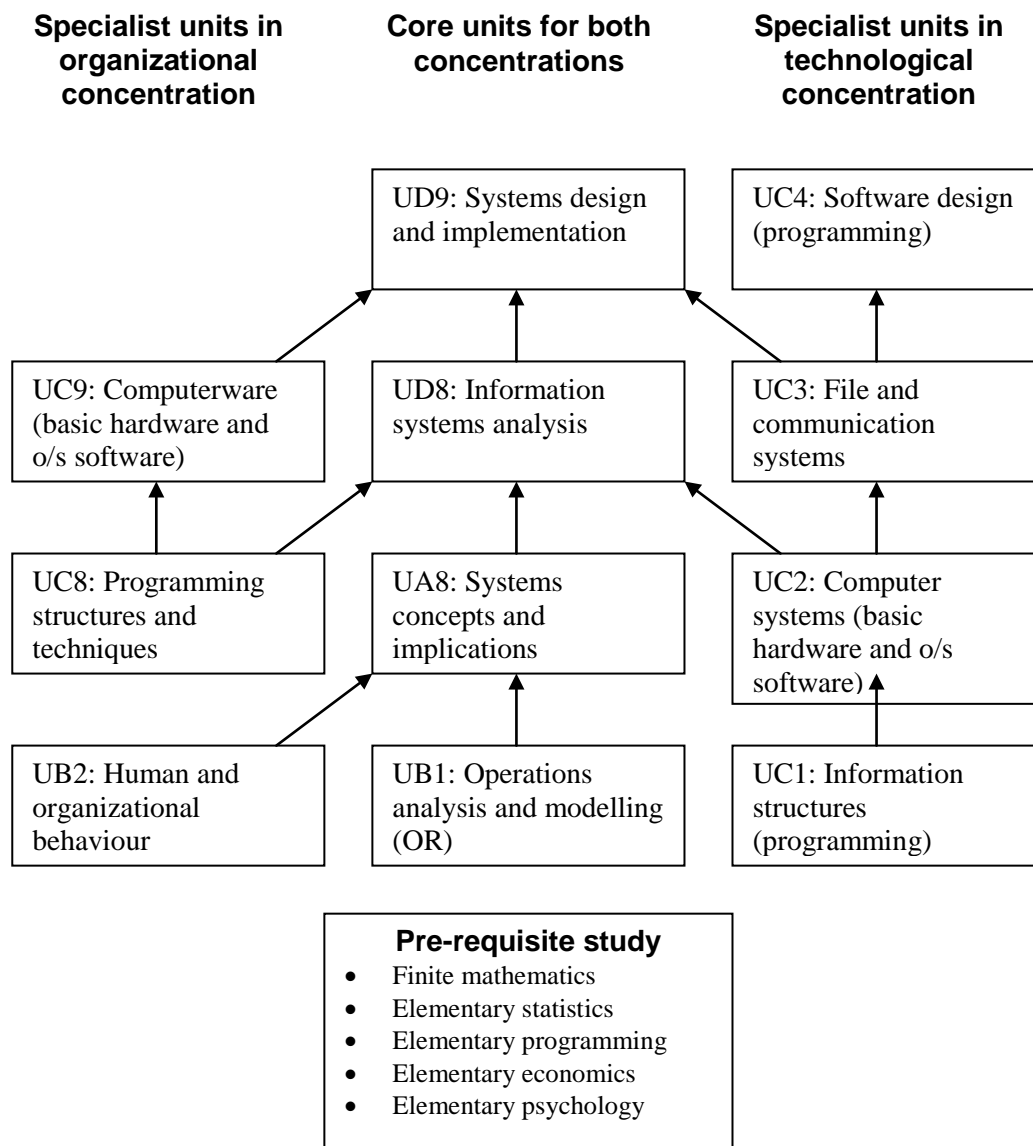 Specialist units in
organizational
concentration
Core units for both
concentrations
Specialist units in
technological
concentration
UD9: Systems design
and implementation
UC4: Software design
(programming)
UC9: Computerware
(basic hardware and
o/s software)
UD8: Information
systems analysis
UC3: File and
communication
systems
UC8: Programming
structures and
techniques
UA8: Systems
concepts and
implications
UC2: Computer
systems (basic
hardware and o/s
software)
UB2: Human and
organizational
behaviour
UB1: Operations
analysis and modelling
(OR)
UC1: Information
structures
(programming)
Pre-requisite study
• Finite mathematics
• Elementary statistics
• Elementary programming
• Elementary economics
• Elementary psychology